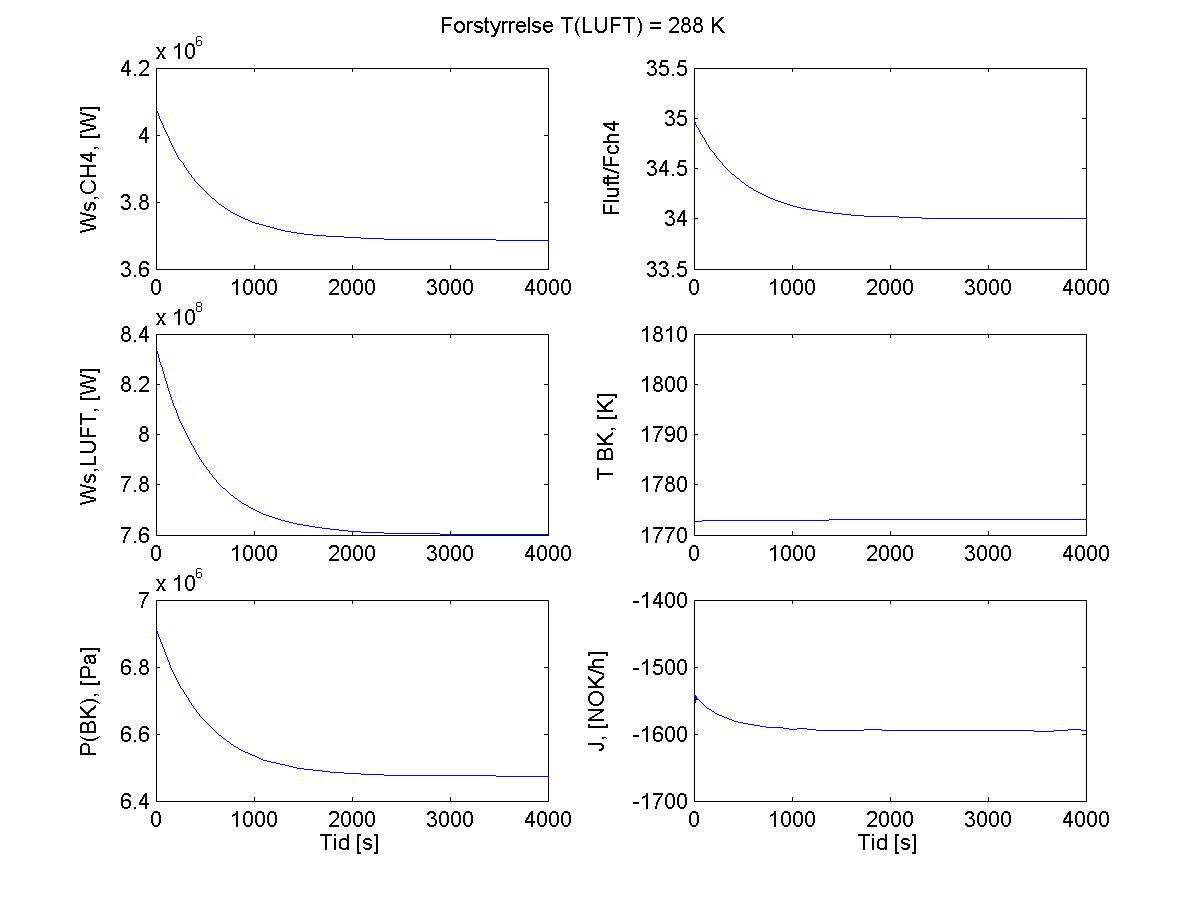 Forstyrrelse T(LUFT) = 288 K
x 10^6
4.2
4
3.8
3.6
Ws,CH4, [W]
0 1000 2000 3000 4000
35.5
35
34.5
34
33.5
Fluft/Fch4
0 1000 2000 3000 4000
x 10^8
8.4
8.2
8
7.8
7.6
Ws,LUFT, [W]
0 1000 2000 3000 4000
1810
1800
1790
1780
1770
T BK, [K]
0 1000 2000 3000 4000
x 10^6
7
6.8
6.6
6.4
P(BK), [Pa]
0 1000 2000 3000 4000
Tid [s]
-1400
-1500
-1600
-1700
J, [NOK/h]
0 1000 2000 3000 4000
Tid [s]